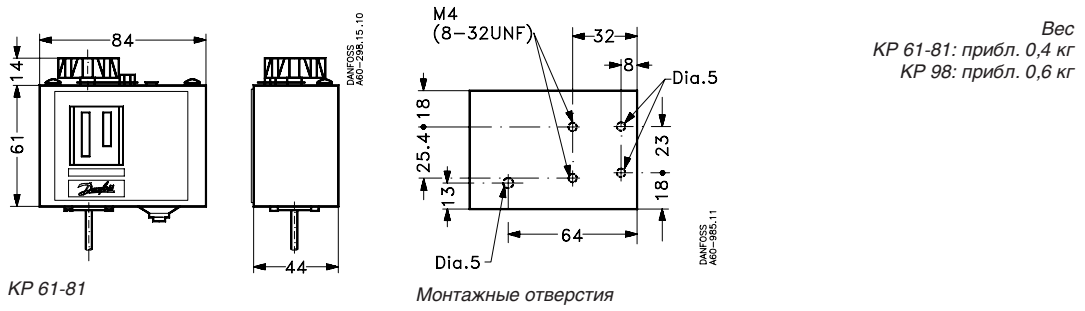 84
14
61
Danfoss
KP 61-81
44
DANFOSS
A60-298.15.10
M4
(8-32UNF)
32
8
Dia.5
18
25.4
13
23
18
64
Dia.5
DANFOSS
A60-985.11
Монтажные отверстия
Вес
KP 61-81: прибл. 0,4 кг
KP 98: прибл. 0,6 кг